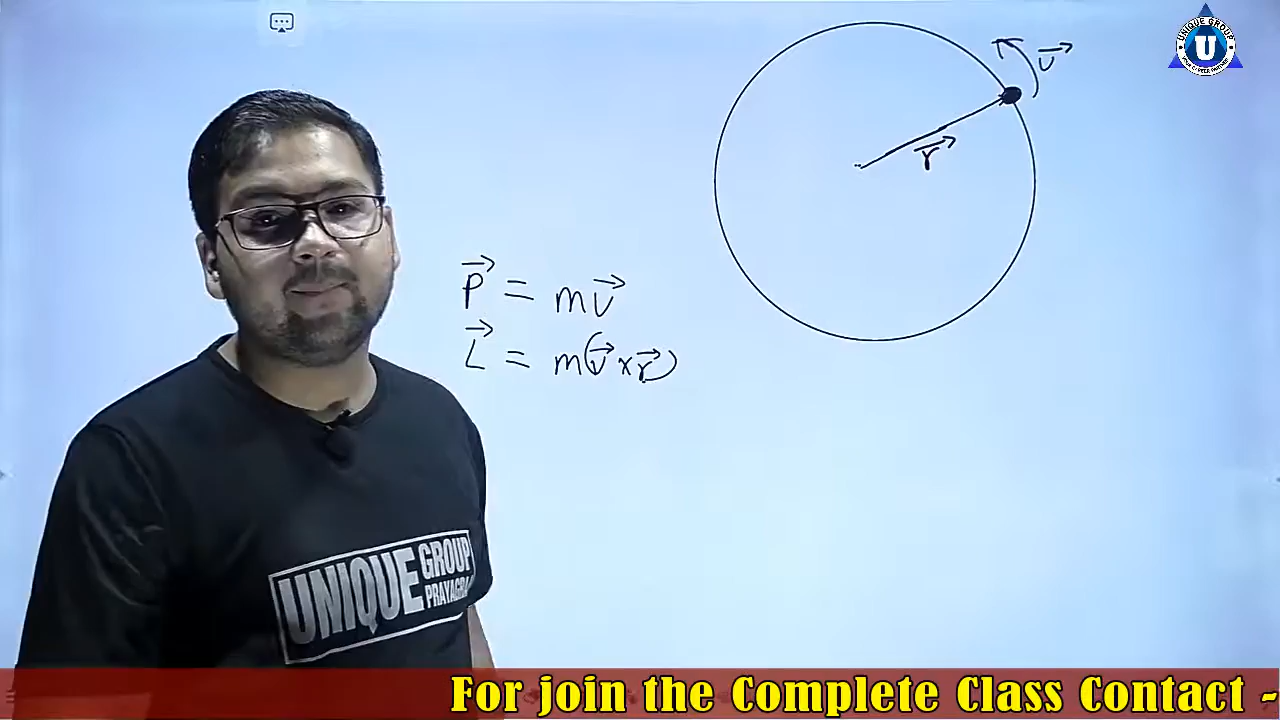 UNIQUE GROUP
U
v⃗
r⃗
P⃗ = mv⃗
L⃗ = m(v⃗ × r⃗)
UNIQUE GROUP PRAYAGRA
For join the Complete Class Contact -